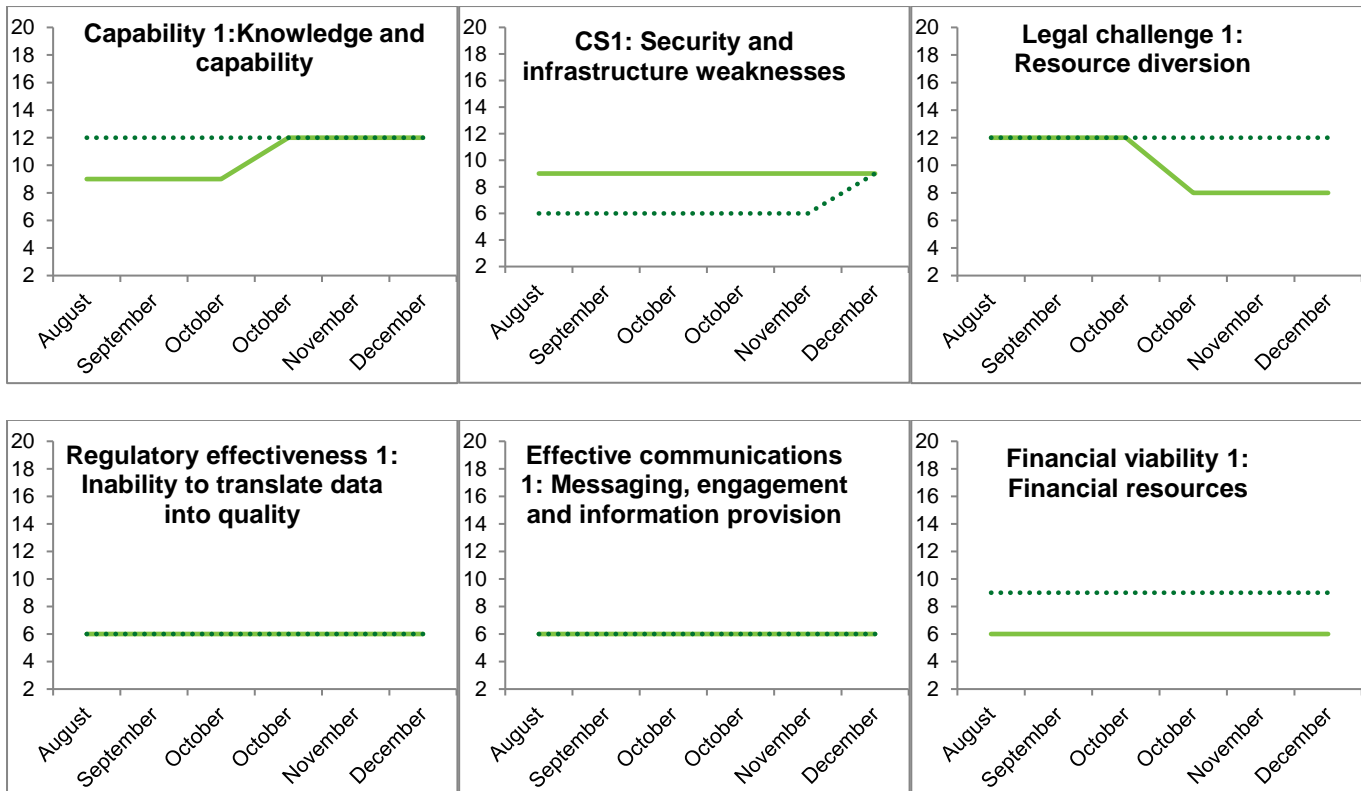 Capability 1:Knowledge and
capability
20
18
16
14
12
10
8
6
4
2
August
September
October
October
November
December
CS1: Security and
infrastructure weaknesses
20
18
16
14
12
10
8
6
4
2
August
September
October
October
November
December
Legal challenge 1:
Resource diversion
20
18
16
14
12
10
8
6
4
2
August
September
October
October
November
December
Regulatory effectiveness 1:
Inability to translate data
into quality
20
18
16
14
12
10
8
6
4
2
August
September
October
October
November
December
Effective communications
1: Messaging, engagement
and information provision
20
18
16
14
12
10
8
6
4
2
August
September
October
October
November
December
Financial viability 1:
Financial resources
20
18
16
14
12
10
8
6
4
2
August
September
October
October
November
December